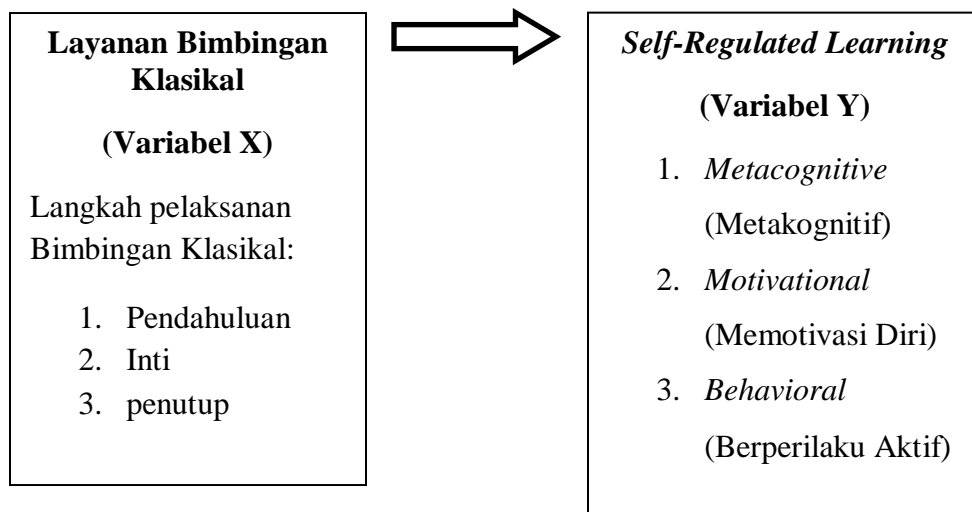 Layanan Bimbingan
Klasikal
(Variabel X)
Langkah pelaksanan
Bimbingan Klasikal:
1. Pendahuluan
2. Inti
3. penutup
Self-Regulated Learning
(Variabel Y)
1. Metacognitive
(Metakognitif)
2. Motivational
(Memotivasi Diri)
3. Behavioral
(Berperilaku Aktif)